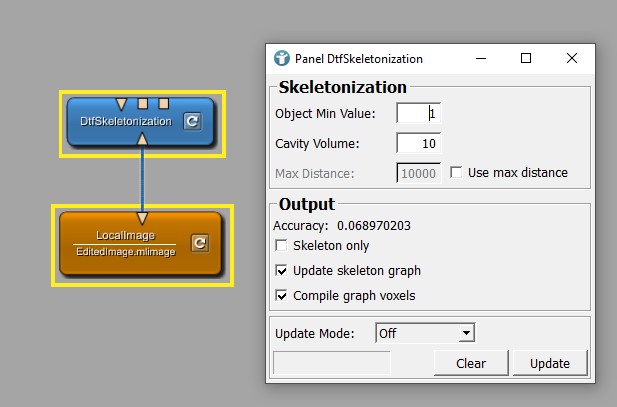 DtfSkeletonization
LocalImage
EditedImage.mlimage
Panel DtfSkeletonization
Skeletonization
Object Min Value: 1
Cavity Volume: 10
Max Distance: 10000 Use max distance
Output
Accuracy: 0.068970203
Skeleton only
Update skeleton graph
Compile graph voxels
Update Mode: Off
Clear Update